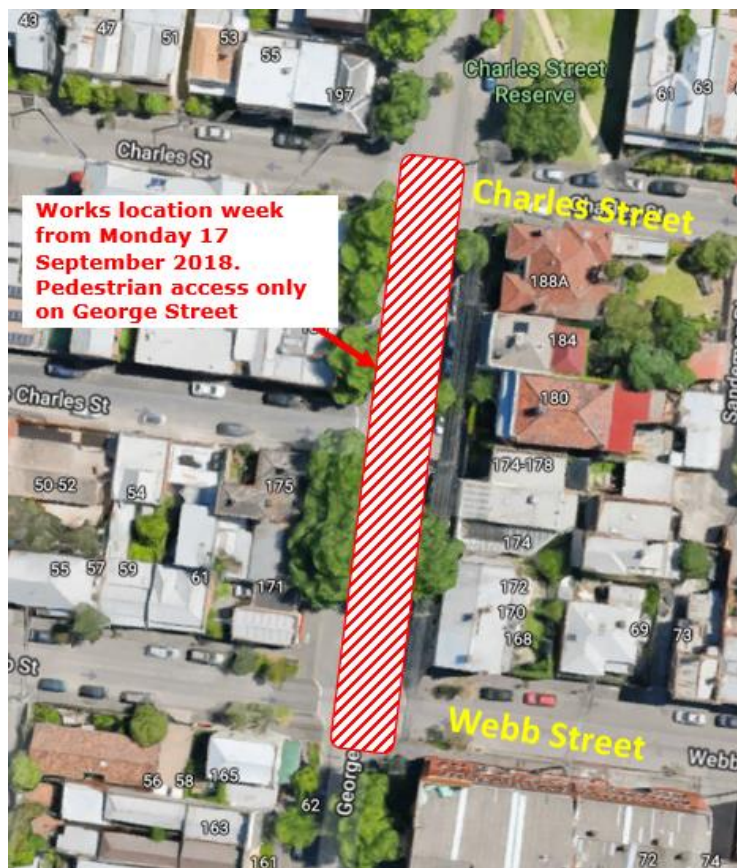 43
47
51
53
55
197
Charles Street
Reserve
61
63
Charles St
Charles Street
Works location week
from Monday 17
September 2018.
Pedestrian access only
on George Street
188A
184
180
Charles St
174-178
174
50-52
54
175
55
57
59
61
171
172
170
168
69
73
Webb Street
Webb
George
56
58
165
62
163
161
72
74